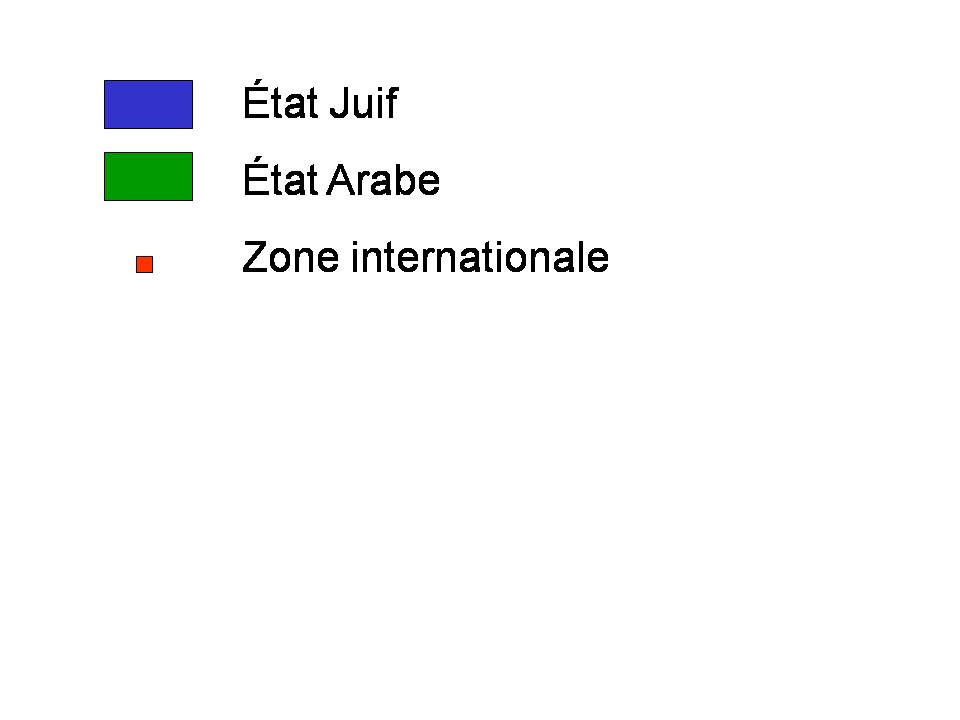 État Juif
État Arabe
Zone internationale